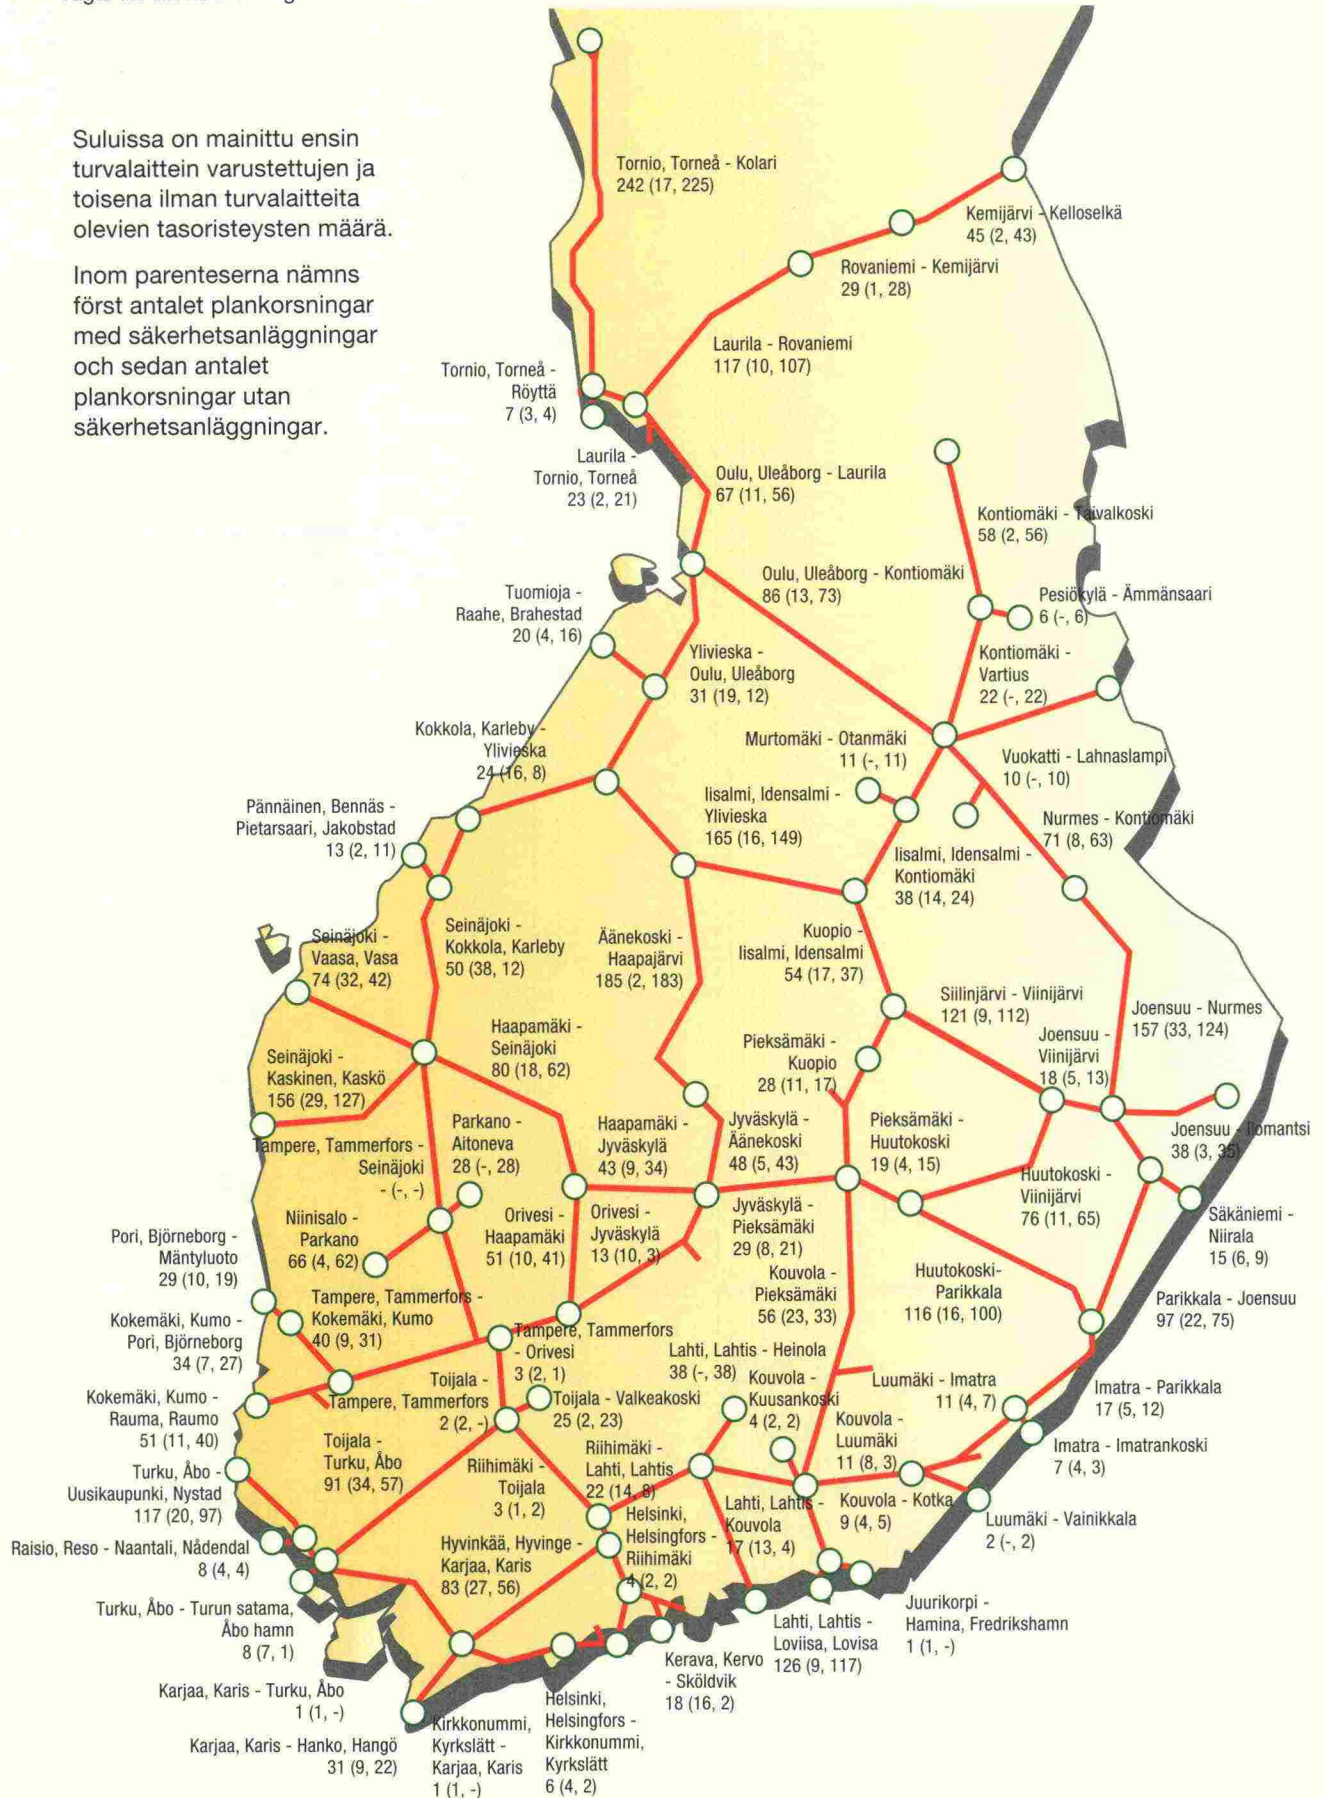 Suluissa on mainittu ensin
turvalaittein varustettujen ja
toisena ilman turvalaitteita
olevien tasoristeysten määrä.
Inom parenteserna nämns
först antalet plankorsningar
med säkerhetsanläggningar
och sedan antalet
plankorsningar utan
säkerhetsanläggningar.
Tornio, Torneå - Kolari
242 (17, 225)
Kemijärvi - Kelloselkä
45 (2, 43)
Rovaniemi - Kemijärvi
29 (1, 28)
Laurila - Rovaniemi
117 (10, 107)
Tornio, Torneå -
Röyttä
7 (3, 4)
Laurila -
Tornio, Torneå
23 (2, 21)
Oulu, Uleåborg - Laurila
67 (11, 56)
Kontiomäki - Taivalkoski
58 (2, 56)
Oulu, Uleåborg - Kontiomäki
86 (13, 73)
Pesiökylä - Ämmänsaari
6 (-, 6)
Tuomioja -
Raahe, Brahestad
20 (4, 16)
Ylivieska -
Oulu, Uleåborg
31 (19, 12)
Kontiomäki -
Vartius
22 (-, 22)
Kokkola, Karleby -
Ylivieska
24 (16, 8)
Murtomäki - Otanmäki
11 (-, 11)
Vuokatti - Lahnaslampi
10 (-, 10)
Pännäinen, Bennäs -
Pietarsaari, Jakobstad
13 (2, 11)
Iisalmi, Idensalmi -
Ylivieska
165 (16, 149)
Nurmes - Kontiomäki
71 (8, 63)
Iisalmi, Idensalmi -
Kontiomäki
38 (14, 24)
Seinäjoki -
Vaasa, Vasa
74 (32, 42)
Seinäjoki -
Kokkola, Karleby
50 (38, 12)
Äänekoski -
Haapajärvi
185 (2, 183)
Kuopio -
Iisalmi, Idensalmi
54 (17, 37)
Siilinjärvi - Viinijärvi
121 (9, 112)
Joensuu - Nurmes
157 (33, 124)
Seinäjoki -
Kaskinen, Kaskö
156 (29, 127)
Haapamäki -
Seinäjoki
80 (18, 62)
Pieksämäki -
Kuopio
28 (11, 17)
Joensuu -
Viinijärvi
18 (5, 13)
Tampere, Tammerfors -
Seinäjoki
- (-, -)
Parkano -
Aitoneva
28 (-, 28)
Haapamäki -
Jyväskylä
43 (9, 34)
Jyväskylä -
Äänekoski
48 (5, 43)
Pieksämäki -
Huutokoski
19 (4, 15)
Joensuu - Ilomantsi
38 (3, 35)
Huutokoski -
Viinijärvi
76 (11, 65)
Pori, Björneborg -
Mäntyluoto
29 (10, 19)
Niinisalo -
Parkano
66 (4, 62)
Orivesi -
Haapamäki
51 (10, 41)
Orivesi -
Jyväskylä
13 (10, 3)
Jyväskylä -
Pieksämäki
29 (8, 21)
Säkäniemi -
Niirala
15 (6, 9)
Kouvola -
Pieksämäki
56 (23, 33)
Huutokoski-
Parikkala
116 (16, 100)
Parikkala - Joensuu
97 (22, 75)
Kokemäki, Kumo -
Pori, Björneborg
34 (7, 27)
Tampere, Tammerfors -
Kokemäki, Kumo
40 (9, 31)
Tampere, Tammerfors
- Orivesi
3 (2, 1)
Lahti, Lahtis - Heinola
38 (-, 38)
Kokemäki, Kumo -
Rauma, Raumo
51 (11, 40)
Toijala -
Tampere, Tammerfors
2 (2, -)
Toijala - Valkeakoski
25 (2, 23)
Kouvola -
Kuusankoski
4 (2, 2)
Luumäki - Imatra
11 (4, 7)
Imatra - Parikkala
17 (5, 12)
Toijala -
Turku, Åbo
91 (34, 57)
Riihimäki -
Toijala
3 (1, 2)
Riihimäki -
Lahti, Lahtis
22 (14, 8)
Kouvola -
Luumäki
11 (8, 3)
Imatra - Imatrankoski
7 (4, 3)
Turku, Åbo -
Uusikaupunki, Nystad
117 (20, 97)
Lahti, Lahtis -
Kouvola
17 (13, 4)
Kouvola - Kotka
9 (4, 5)
Luumäki - Vainikkala
2 (-, 2)
Raisio, Reso - Naantali, Nådendal
8 (4, 4)
Hyvinkää, Hyvinge -
Karjaa, Karis
83 (27, 56)
Helsinki,
Helsingfors -
Riihimäki
4 (2, 2)
Turku, Åbo - Turun satama,
Åbo hamn
8 (7, 1)
Juurikorpi -
Hamina, Fredrikshamn
1 (1, -)
Lahti, Lahtis -
Loviisa, Lovisa
126 (9, 117)
Kerava, Kervo
- Sköldvik
18 (16, 2)
Karjaa, Karis - Turku, Åbo
1 (1, -)
Karjaa, Karis - Hanko, Hangö
31 (9, 22)
Kirkkonummi,
Kyrkslätt -
Karjaa, Karis
1 (1, -)
Helsinki,
Helsingfors -
Kirkkonummi,
Kyrkslätt
6 (4, 2)